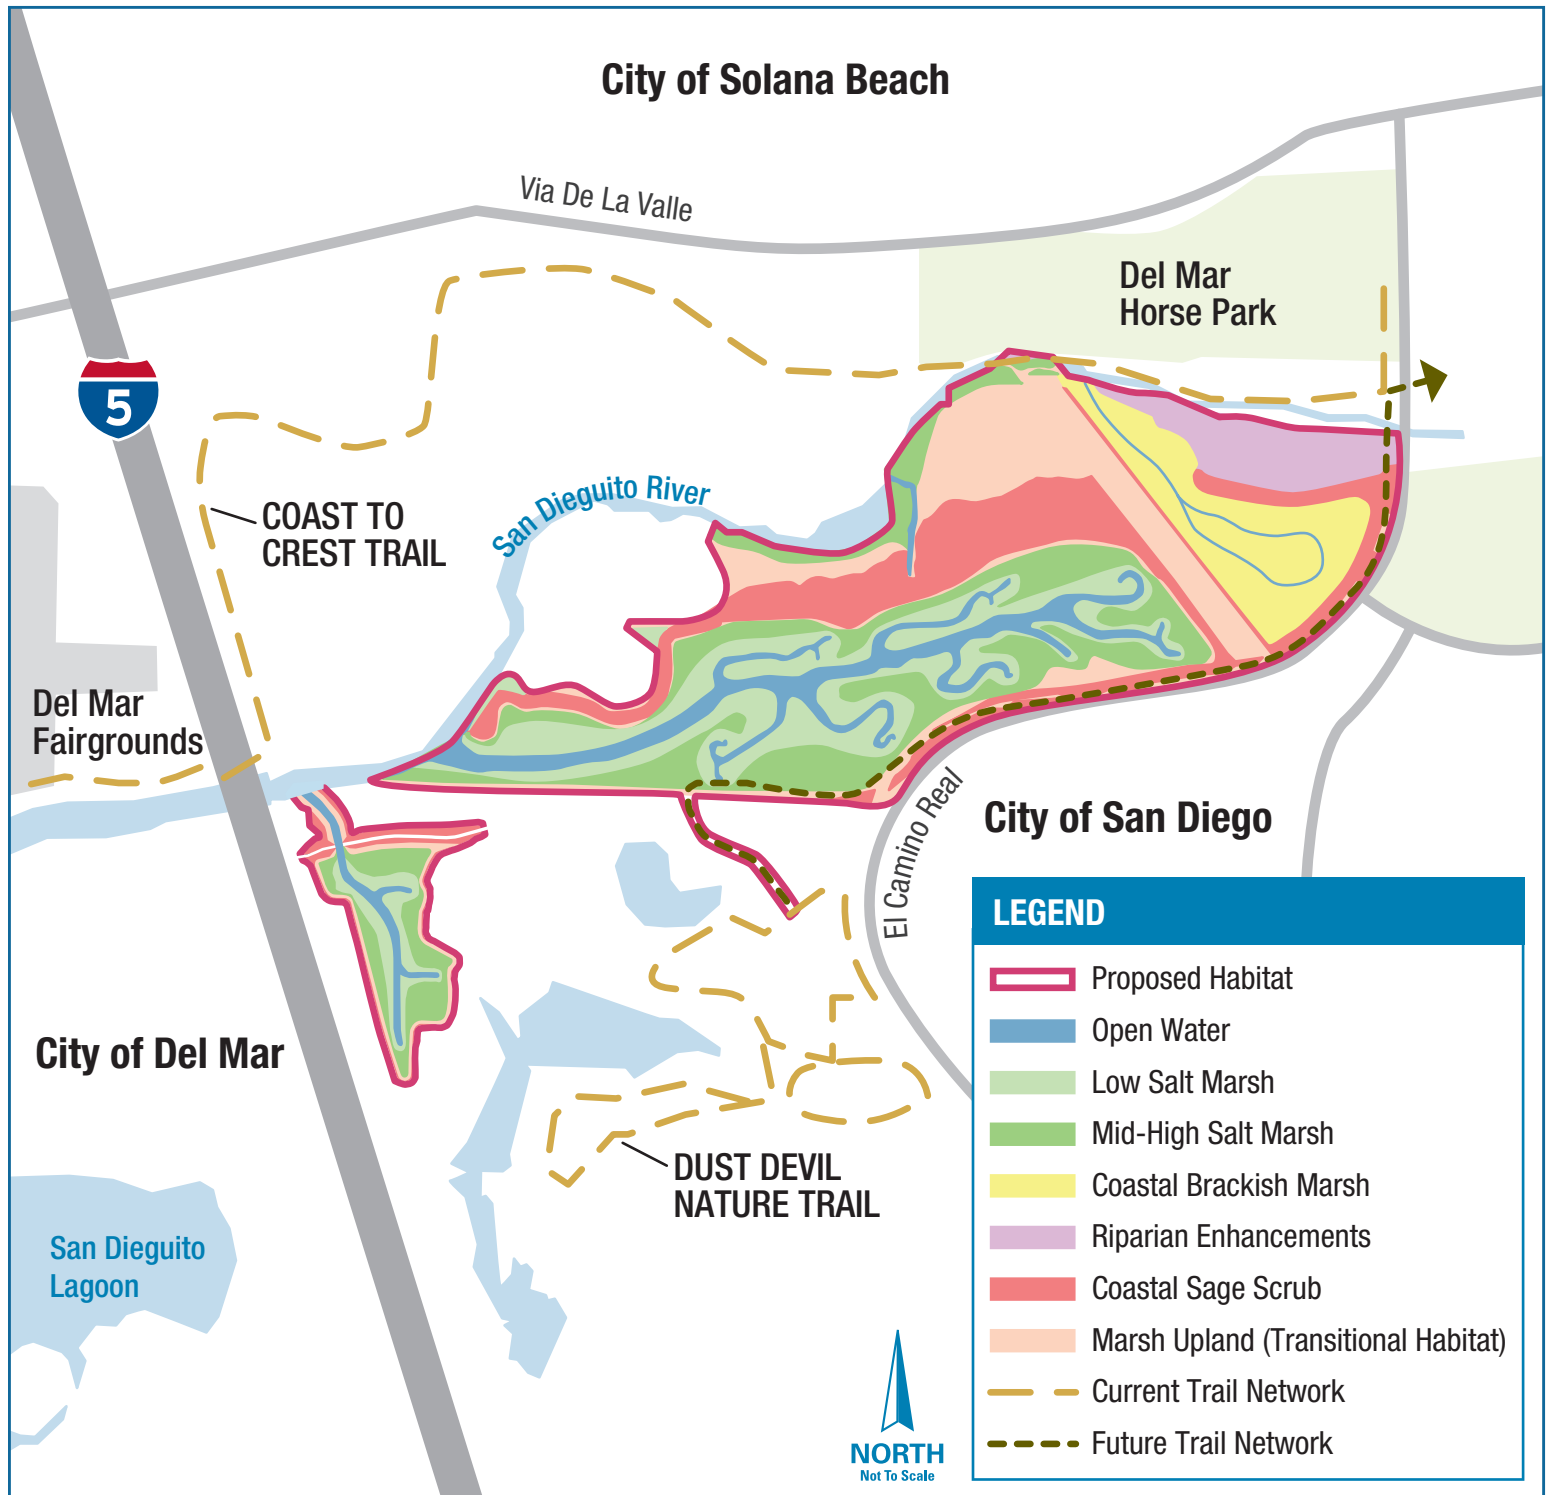 City of Solana Beach
Via De La Valle
Del Mar
Horse Park
5
San Dieguito River
COAST TO
CREST TRAIL
Del Mar
Fairgrounds
El Camino Real
City of San Diego
City of Del Mar
DUST DEVIL
NATURE TRAIL
San Dieguito
Lagoon
NORTH
Not To Scale
LEGEND
Proposed Habitat
Open Water
Low Salt Marsh
Mid-High Salt Marsh
Coastal Brackish Marsh
Riparian Enhancements
Coastal Sage Scrub
Marsh Upland (Transitional Habitat)
Current Trail Network
Future Trail Network